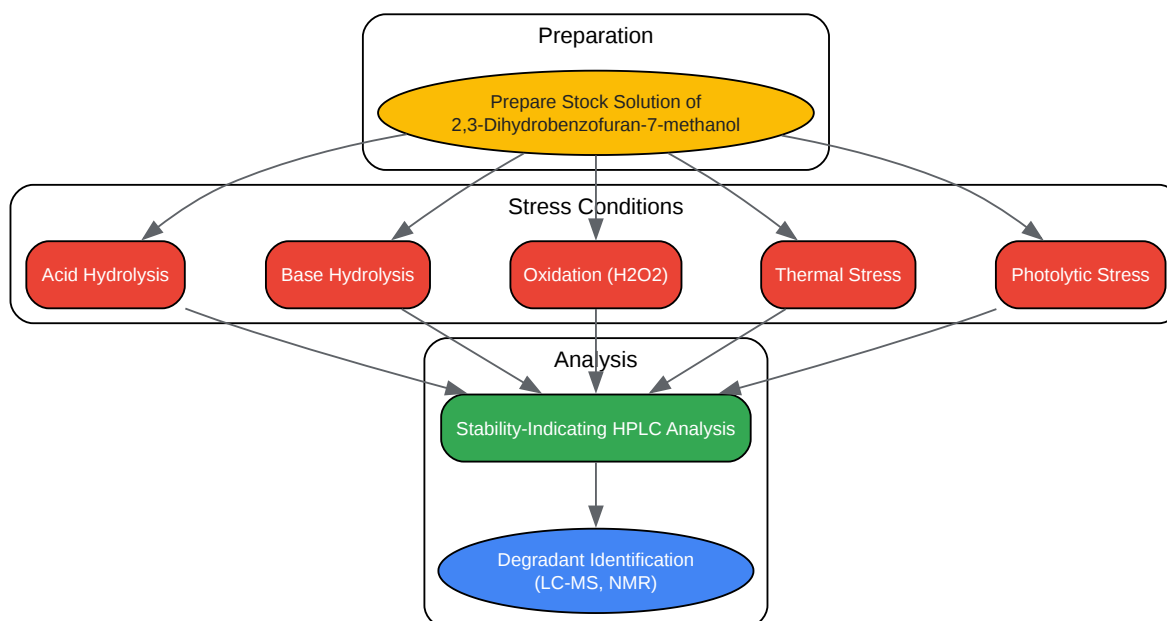 Preparation
Prepare Stock Solution of
2,3-Dihydrobenzofuran-7-methanol
Stress Conditions
Acid Hydrolysis
Base Hydrolysis
Oxidation (H2O2)
Thermal Stress
Photolytic Stress
Analysis
Stability-Indicating HPLC Analysis
Degradant Identification
(LC-MS, NMR)